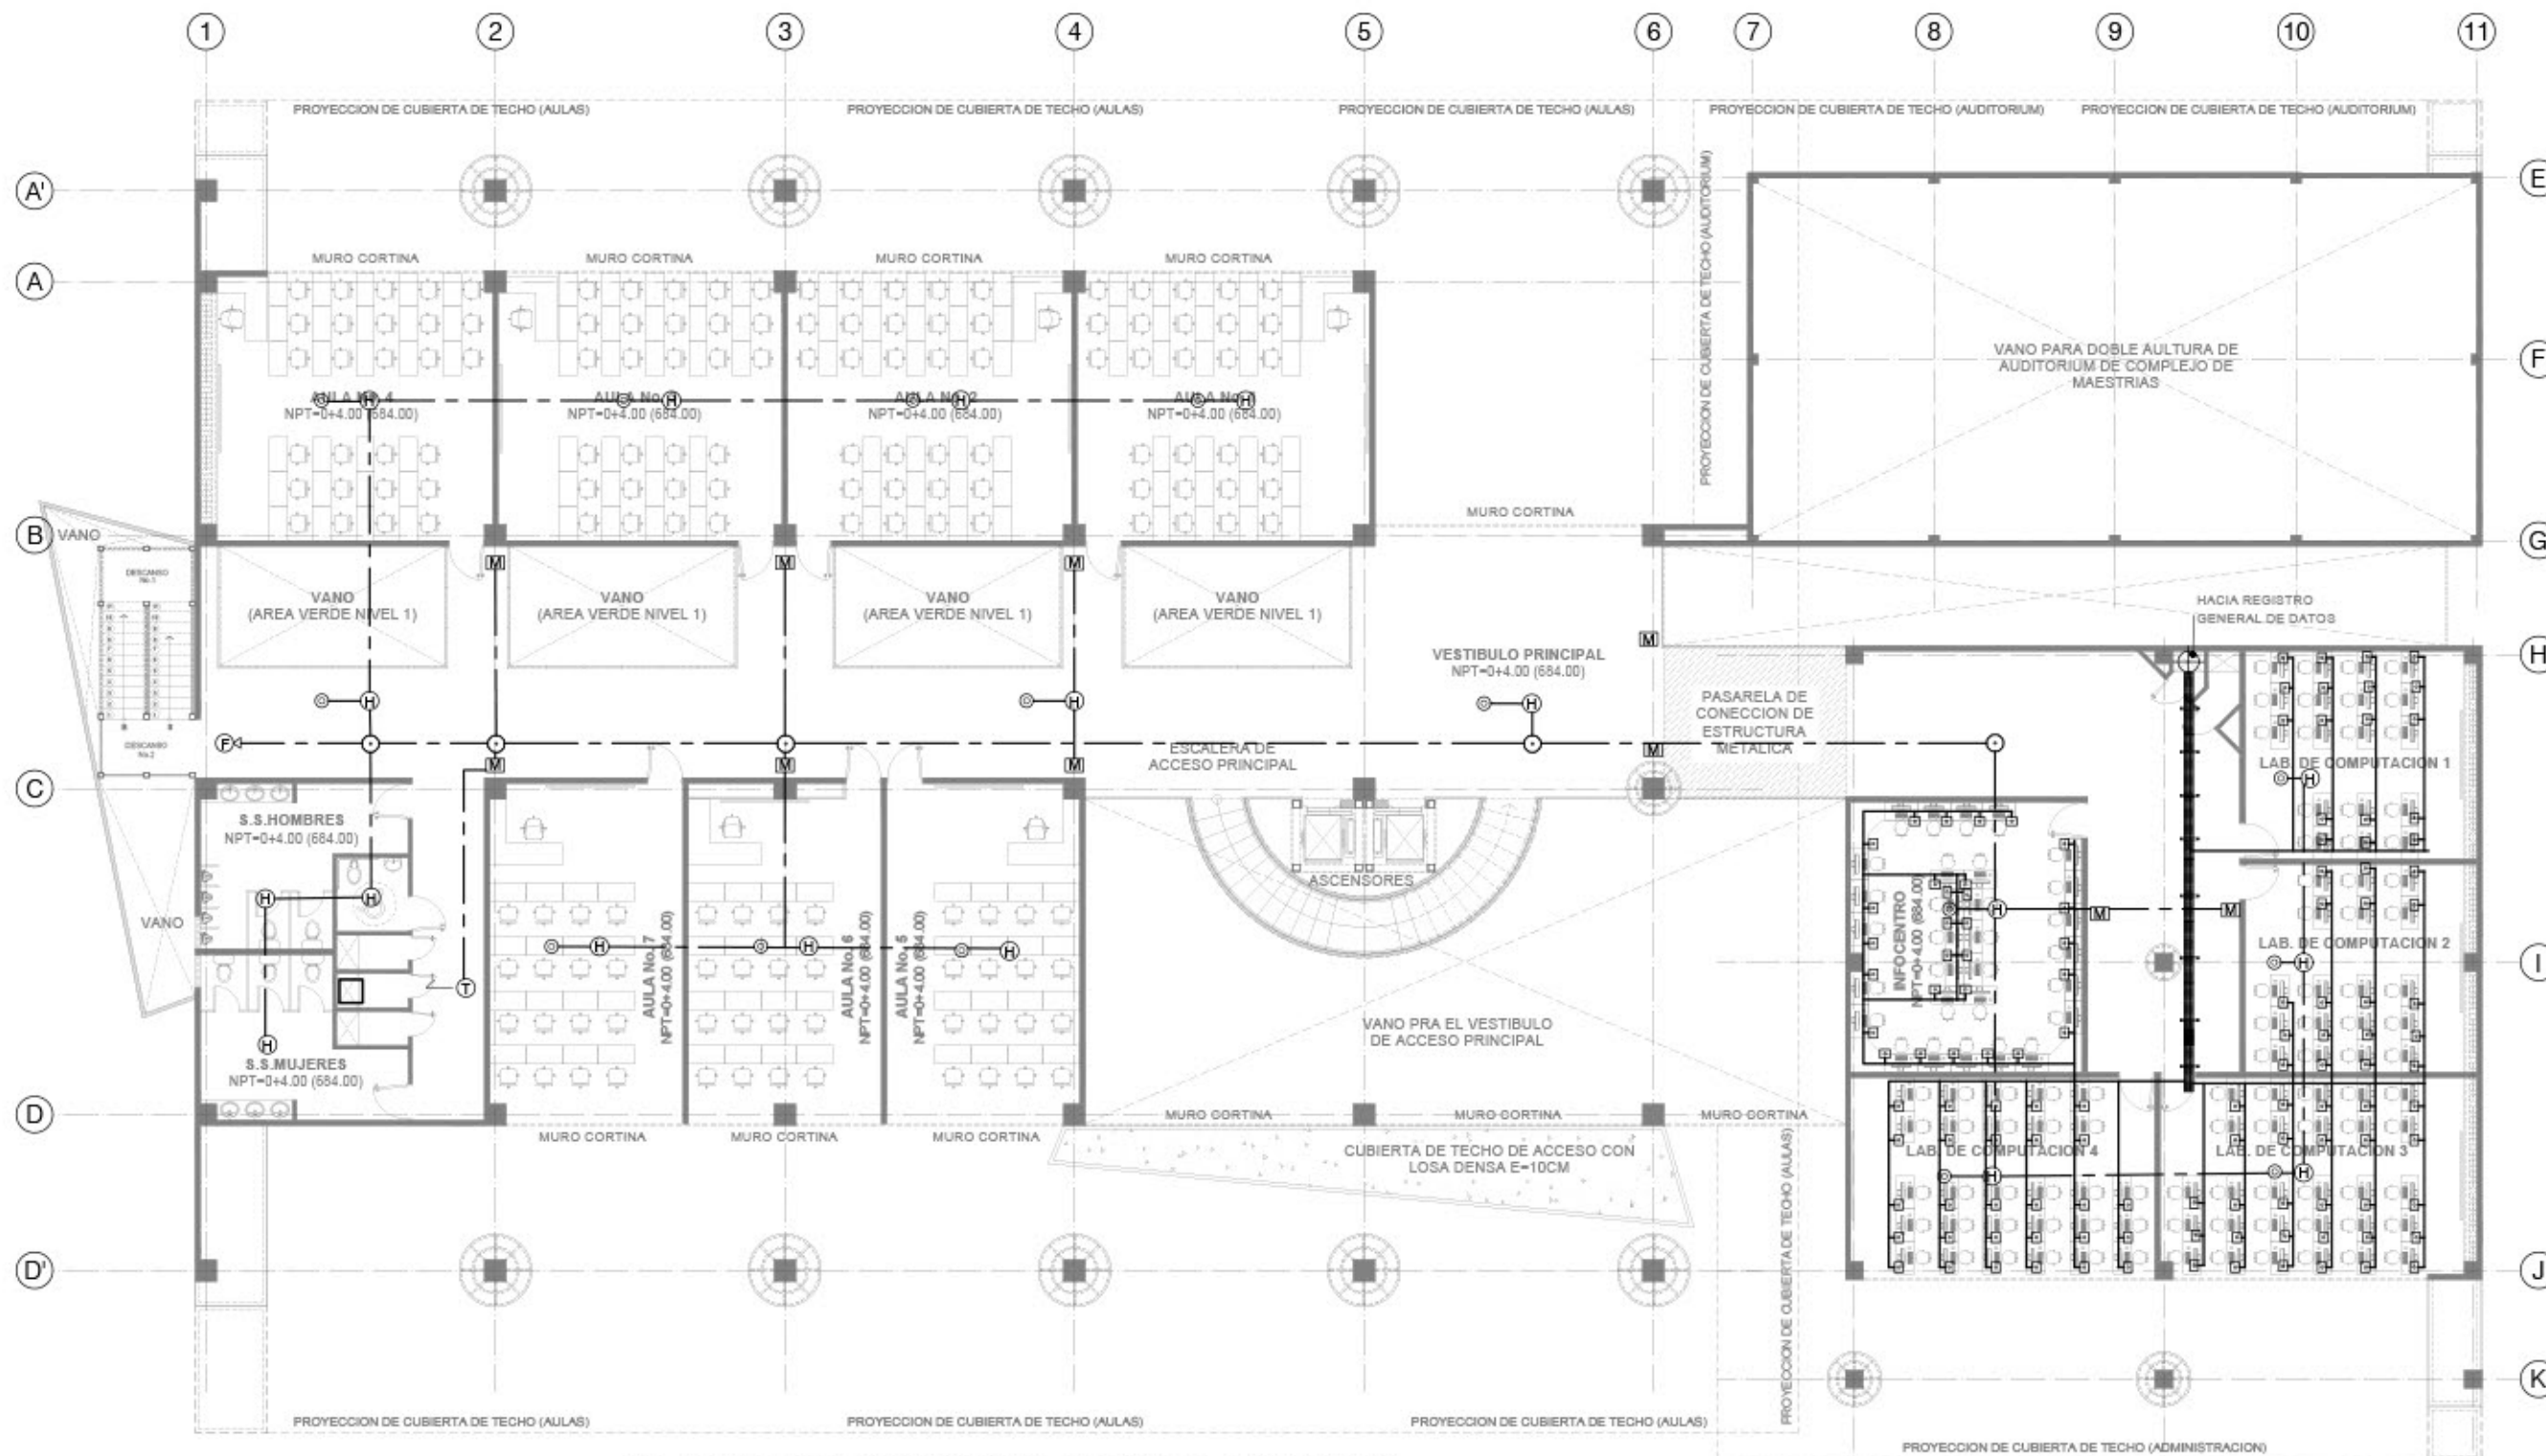 1 2 3 4 5 6 7 8 9 10 11
PROYECCION DE CUBIERTA DE TECHO (AULAS)
PROYECCION DE CUBIERTA DE TECHO (AULAS)
PROYECCION DE CUBIERTA DE TECHO (AULAS)
PROYECCION DE CUBIERTA DE TECHO (AUDITORIUM)
PROYECCION DE CUBIERTA DE TECHO (AUDITORIUM)
A'
E
PROYECCION DE CUBIERTA DE TECHO (AUDITORIUM)
MURO CORTINA
MURO CORTINA
MURO CORTINA
MURO CORTINA
A
F
VANO PARA DOBLE AULTURA DE
AUDITORIUM DE COMPLEJO DE
MAESTRIAS
H
H
H
H
NPT=0+4.00 (684.00)
NPT=0+4.00 (684.00)
NPT=0+4.00 (684.00)
NPT=0+4.00 (684.00)
MURO CORTINA
B
VANO
G
M
M
M
DESCANSO
No.1
VANO
(AREA VERDE NIVEL 1)
VANO
(AREA VERDE NIVEL 1)
VANO
(AREA VERDE NIVEL 1)
VANO
(AREA VERDE NIVEL 1)
HACIA REGISTRO
GENERAL DE DATOS
M
VESTIBULO PRINCIPAL
NPT=0+4.00 (684.00)
H
H
H
H
PASARELA DE
CONECCION DE
ESTRUCTURA
METALICA
F
DESCANSO
No.2
ESCALERA DE
ACCESO PRINCIPAL
M
M
M
M
LAB. DE COMPUTACION 1
H
C
S.S.HOMBRES
NPT=0+4.00 (684.00)
ASCENSORES
H
H
VANO
INFOCENTRO
NPT=0+4.00 (684.00)
H
M
M
LAB. DE COMPUTACION 2
H
I
AULA No.7
NPT=0+4.00 (684.00)
AULA No.6
NPT=0+4.00 (684.00)
AULA No.5
NPT=0+4.00 (684.00)
H
H
H
T
VANO PRA EL VESTIBULO
DE ACCESO PRINCIPAL
H
S.S.MUJERES
NPT=0+4.00 (684.00)
D
MURO CORTINA
MURO CORTINA
MURO CORTINA
MURO CORTINA
MURO CORTINA
MURO CORTINA
CUBIERTA DE TECHO DE ACCESO CON
LOSA DENSA E=10CM
LAB. DE COMPUTACION 4
LAB. DE COMPUTACION 3
H
H
PROYECCION DE CUBIERTA DE TECHO (AULAS)
D'
J
K
PROYECCION DE CUBIERTA DE TECHO (AULAS)
PROYECCION DE CUBIERTA DE TECHO (AULAS)
PROYECCION DE CUBIERTA DE TECHO (AULAS)
PROYECCION DE CUBIERTA DE TECHO (ADMINISTRACION)